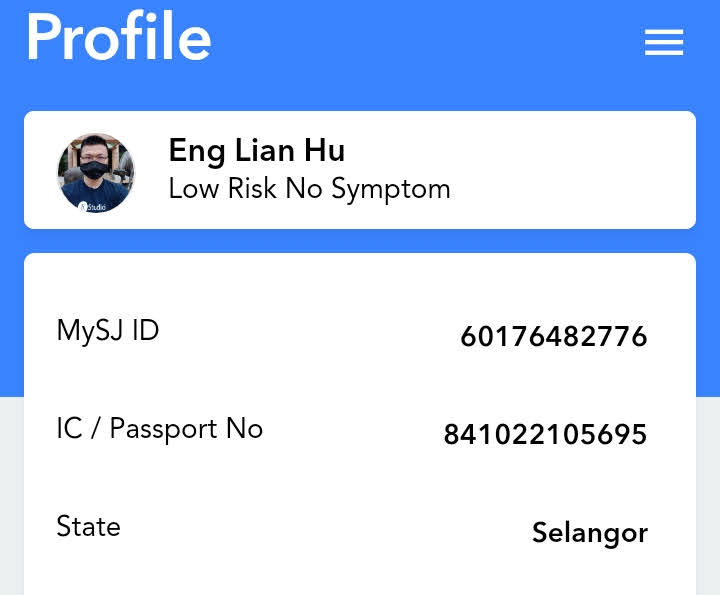 Profile
Eng Lian Hu
Low Risk No Symptom
MySJ ID
60176482776
IC / Passport No
841022105695
State
Selangor